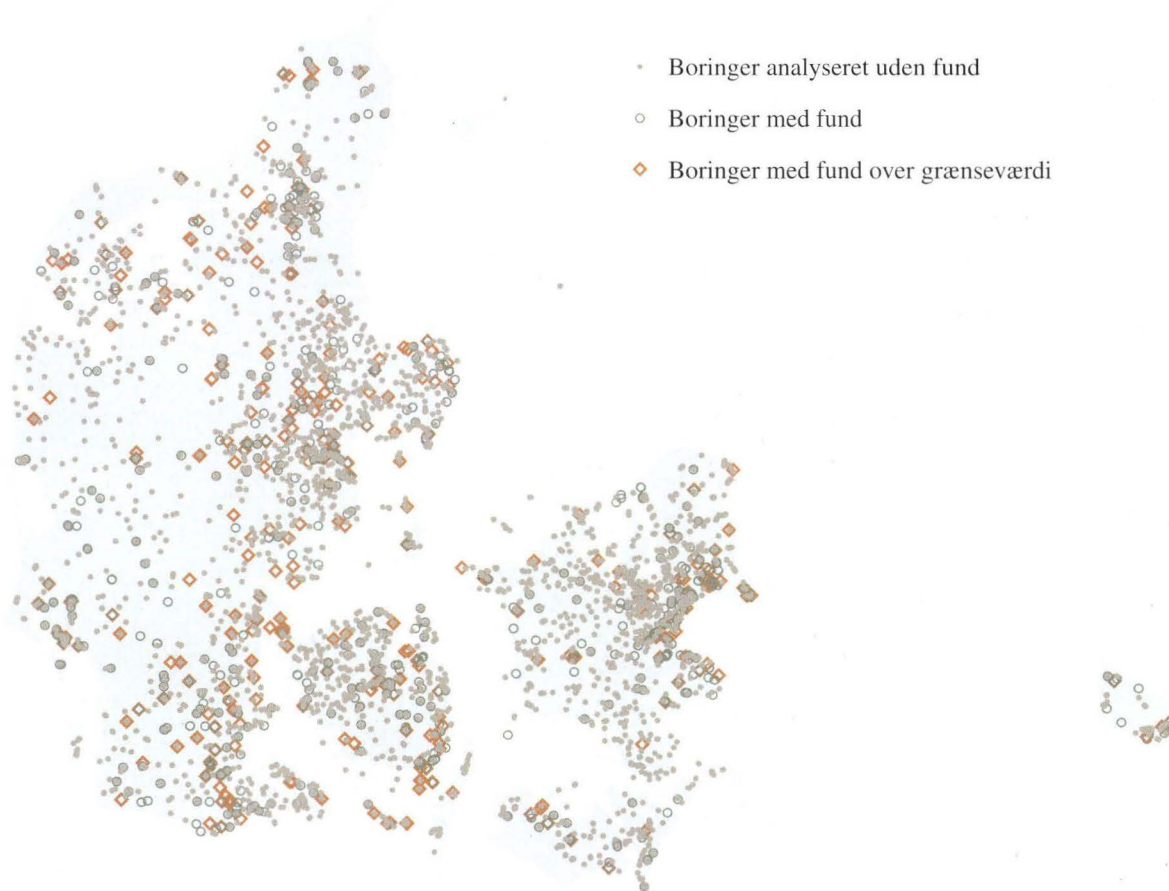 Boringer analyseret uden fund
Boringer med fund
Boringer med fund over grænseværdi